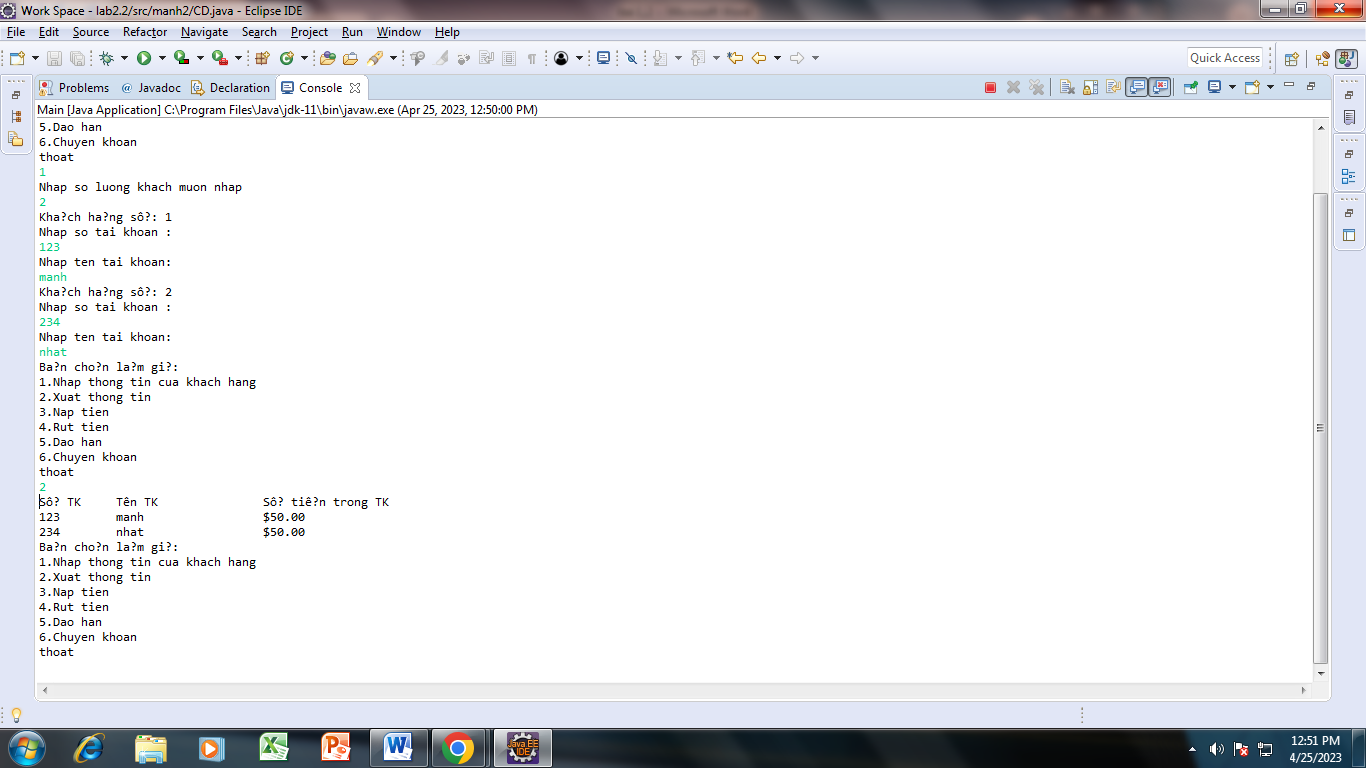 Work Space - lab2.2/src/manh2/CD.java - Eclipse IDE
File Edit Source Refactor Navigate Search Project Run Window Help
Quick Access
Problems @ Javadoc Declaration Console
Main [Java Application] C:\Program Files\Java\jdk-11\bin\javaw.exe (Apr 25, 2023, 12:50:00 PM)
5.Dao han
6.Chuyen khoan
thoat
1
Nhap so luong khach muon nhap
2
Kha?ch ha?ng sô?: 1
Nhap so tai khoan :
123
Nhap ten tai khoan:
manh
Kha?ch ha?ng sô?: 2
Nhap so tai khoan :
234
Nhap ten tai khoan:
nhat
Ba?n cho?n la?m gi?:
1.Nhap thong tin cua khach hang
2.Xuat thong tin
3.Nap tien
4.Rut tien
5.Dao han
6.Chuyen khoan
thoat
2
Sô? TK Tên TK Sô? tiê?n trong TK
123 manh $50.00
234 nhat $50.00
Ba?n cho?n la?m gi?:
1.Nhap thong tin cua khach hang
2.Xuat thong tin
3.Nap tien
4.Rut tien
5.Dao han
6.Chuyen khoan
thoat
Java EE
IDE
12:51 PM
4/25/2023